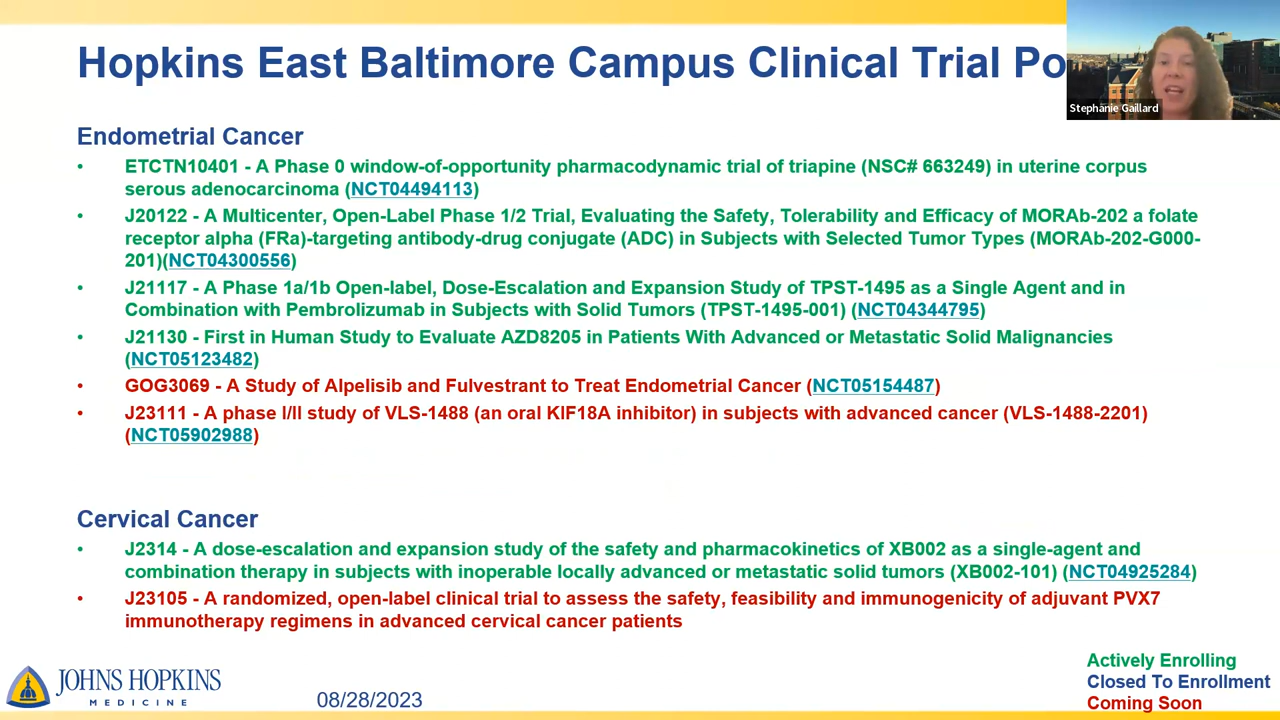 Hopkins East Baltimore Campus Clinical Trial Po
Stephanie Gaillard
Endometrial Cancer
• ETCTN10401 - A Phase 0 window-of-opportunity pharmacodynamic trial of triapine (NSC# 663249) in uterine corpus
serous adenocarcinoma (NCT04494113)
• J20122 - A Multicenter, Open-Label Phase 1/2 Trial, Evaluating the Safety, Tolerability and Efficacy of MORAb-202 a folate
receptor alpha (FRa)-targeting antibody-drug conjugate (ADC) in Subjects with Selected Tumor Types (MORAb-202-G000-
201)(NCT04300556)
• J21117 - A Phase 1a/1b Open-label, Dose-Escalation and Expansion Study of TPST-1495 as a Single Agent and in
Combination with Pembrolizumab in Subjects with Solid Tumors (TPST-1495-001) (NCT04344795)
• J21130 - First in Human Study to Evaluate AZD8205 in Patients With Advanced or Metastatic Solid Malignancies
(NCT05123482)
• GOG3069 - A Study of Alpelisib and Fulvestrant to Treat Endometrial Cancer (NCT05154487)
• J23111 - A phase I/II study of VLS-1488 (an oral KIF18A inhibitor) in subjects with advanced cancer (VLS-1488-2201)
(NCT05902988)
Cervical Cancer
• J2314 - A dose-escalation and expansion study of the safety and pharmacokinetics of XB002 as a single-agent and
combination therapy in subjects with inoperable locally advanced or metastatic solid tumors (XB002-101) (NCT04925284)
• J23105 - A randomized, open-label clinical trial to assess the safety, feasibility and immunogenicity of adjuvant PVX7
immunotherapy regimens in advanced cervical cancer patients
JOHNS HOPKINS
MEDICINE
08/28/2023
Actively Enrolling
Closed To Enrollment
Coming Soon